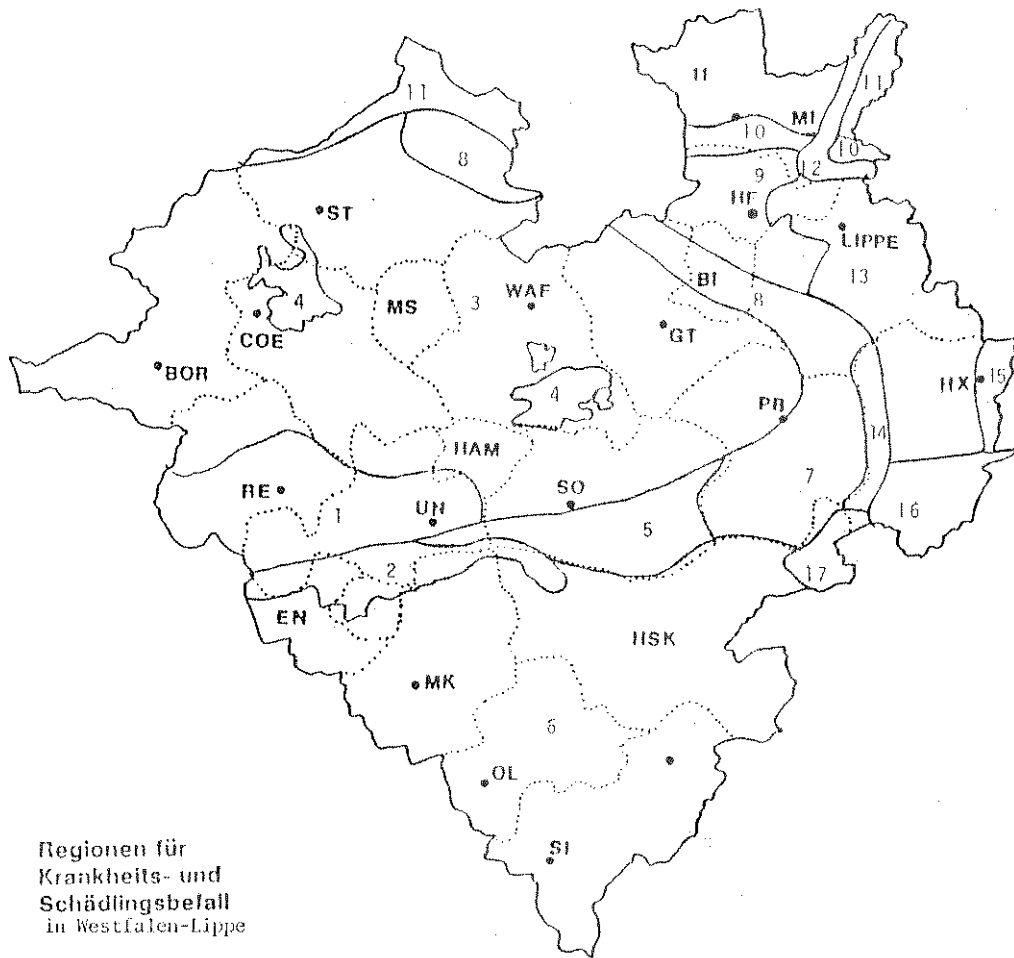 11
11
11
MI
10
10
8
12
9
HF
ST
LIPPE
BI
13
4
MS
3
WAF
8
COE
GT
BOR
HX
15
4
PB
14
HAM
7
RE
SO
1
UN
5
16
2
17
EN
HSK
MK
6
OL
SI
Regionen für
Krankheits- und
Schädlingsbefall
in Westfalen-Lippe